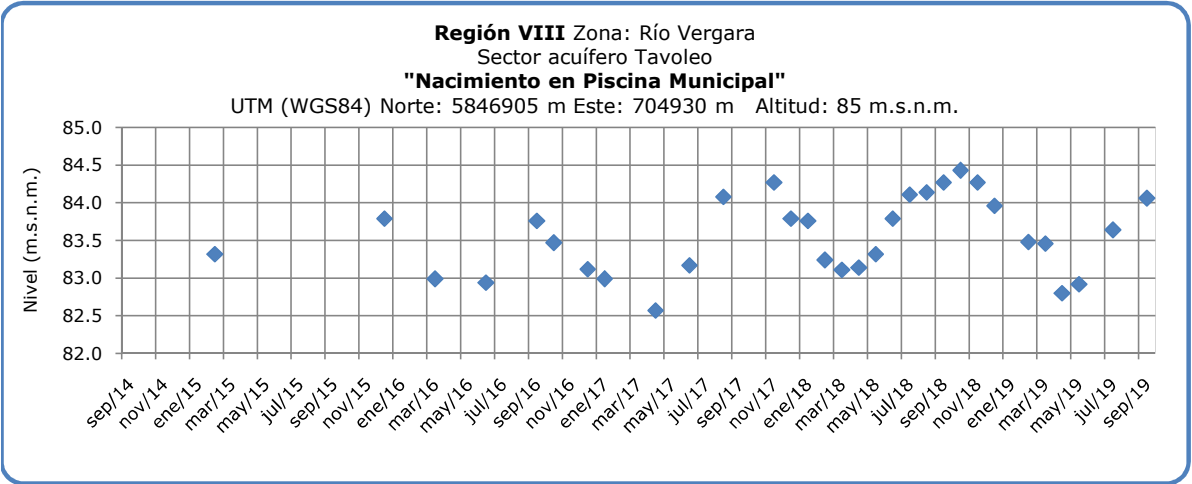 Región VIII Zona: Río Vergara
Sector acuífero Tavoleo
"Nacimiento en Piscina Municipal"
UTM (WGS84) Norte: 5846905 m Este: 704930 m Altitud: 85 m.s.n.m.
Nivel (m.s.n.m.)
85.0
84.5
84.0
83.5
83.0
82.5
82.0
sep/14
nov/14
ene/15
mar/15
may/15
jul/15
sep/15
nov/15
ene/16
mar/16
may/16
jul/16
sep/16
nov/16
ene/17
mar/17
may/17
jul/17
sep/17
nov/17
ene/18
mar/18
may/18
jul/18
sep/18
nov/18
ene/19
mar/19
may/19
jul/19
sep/19